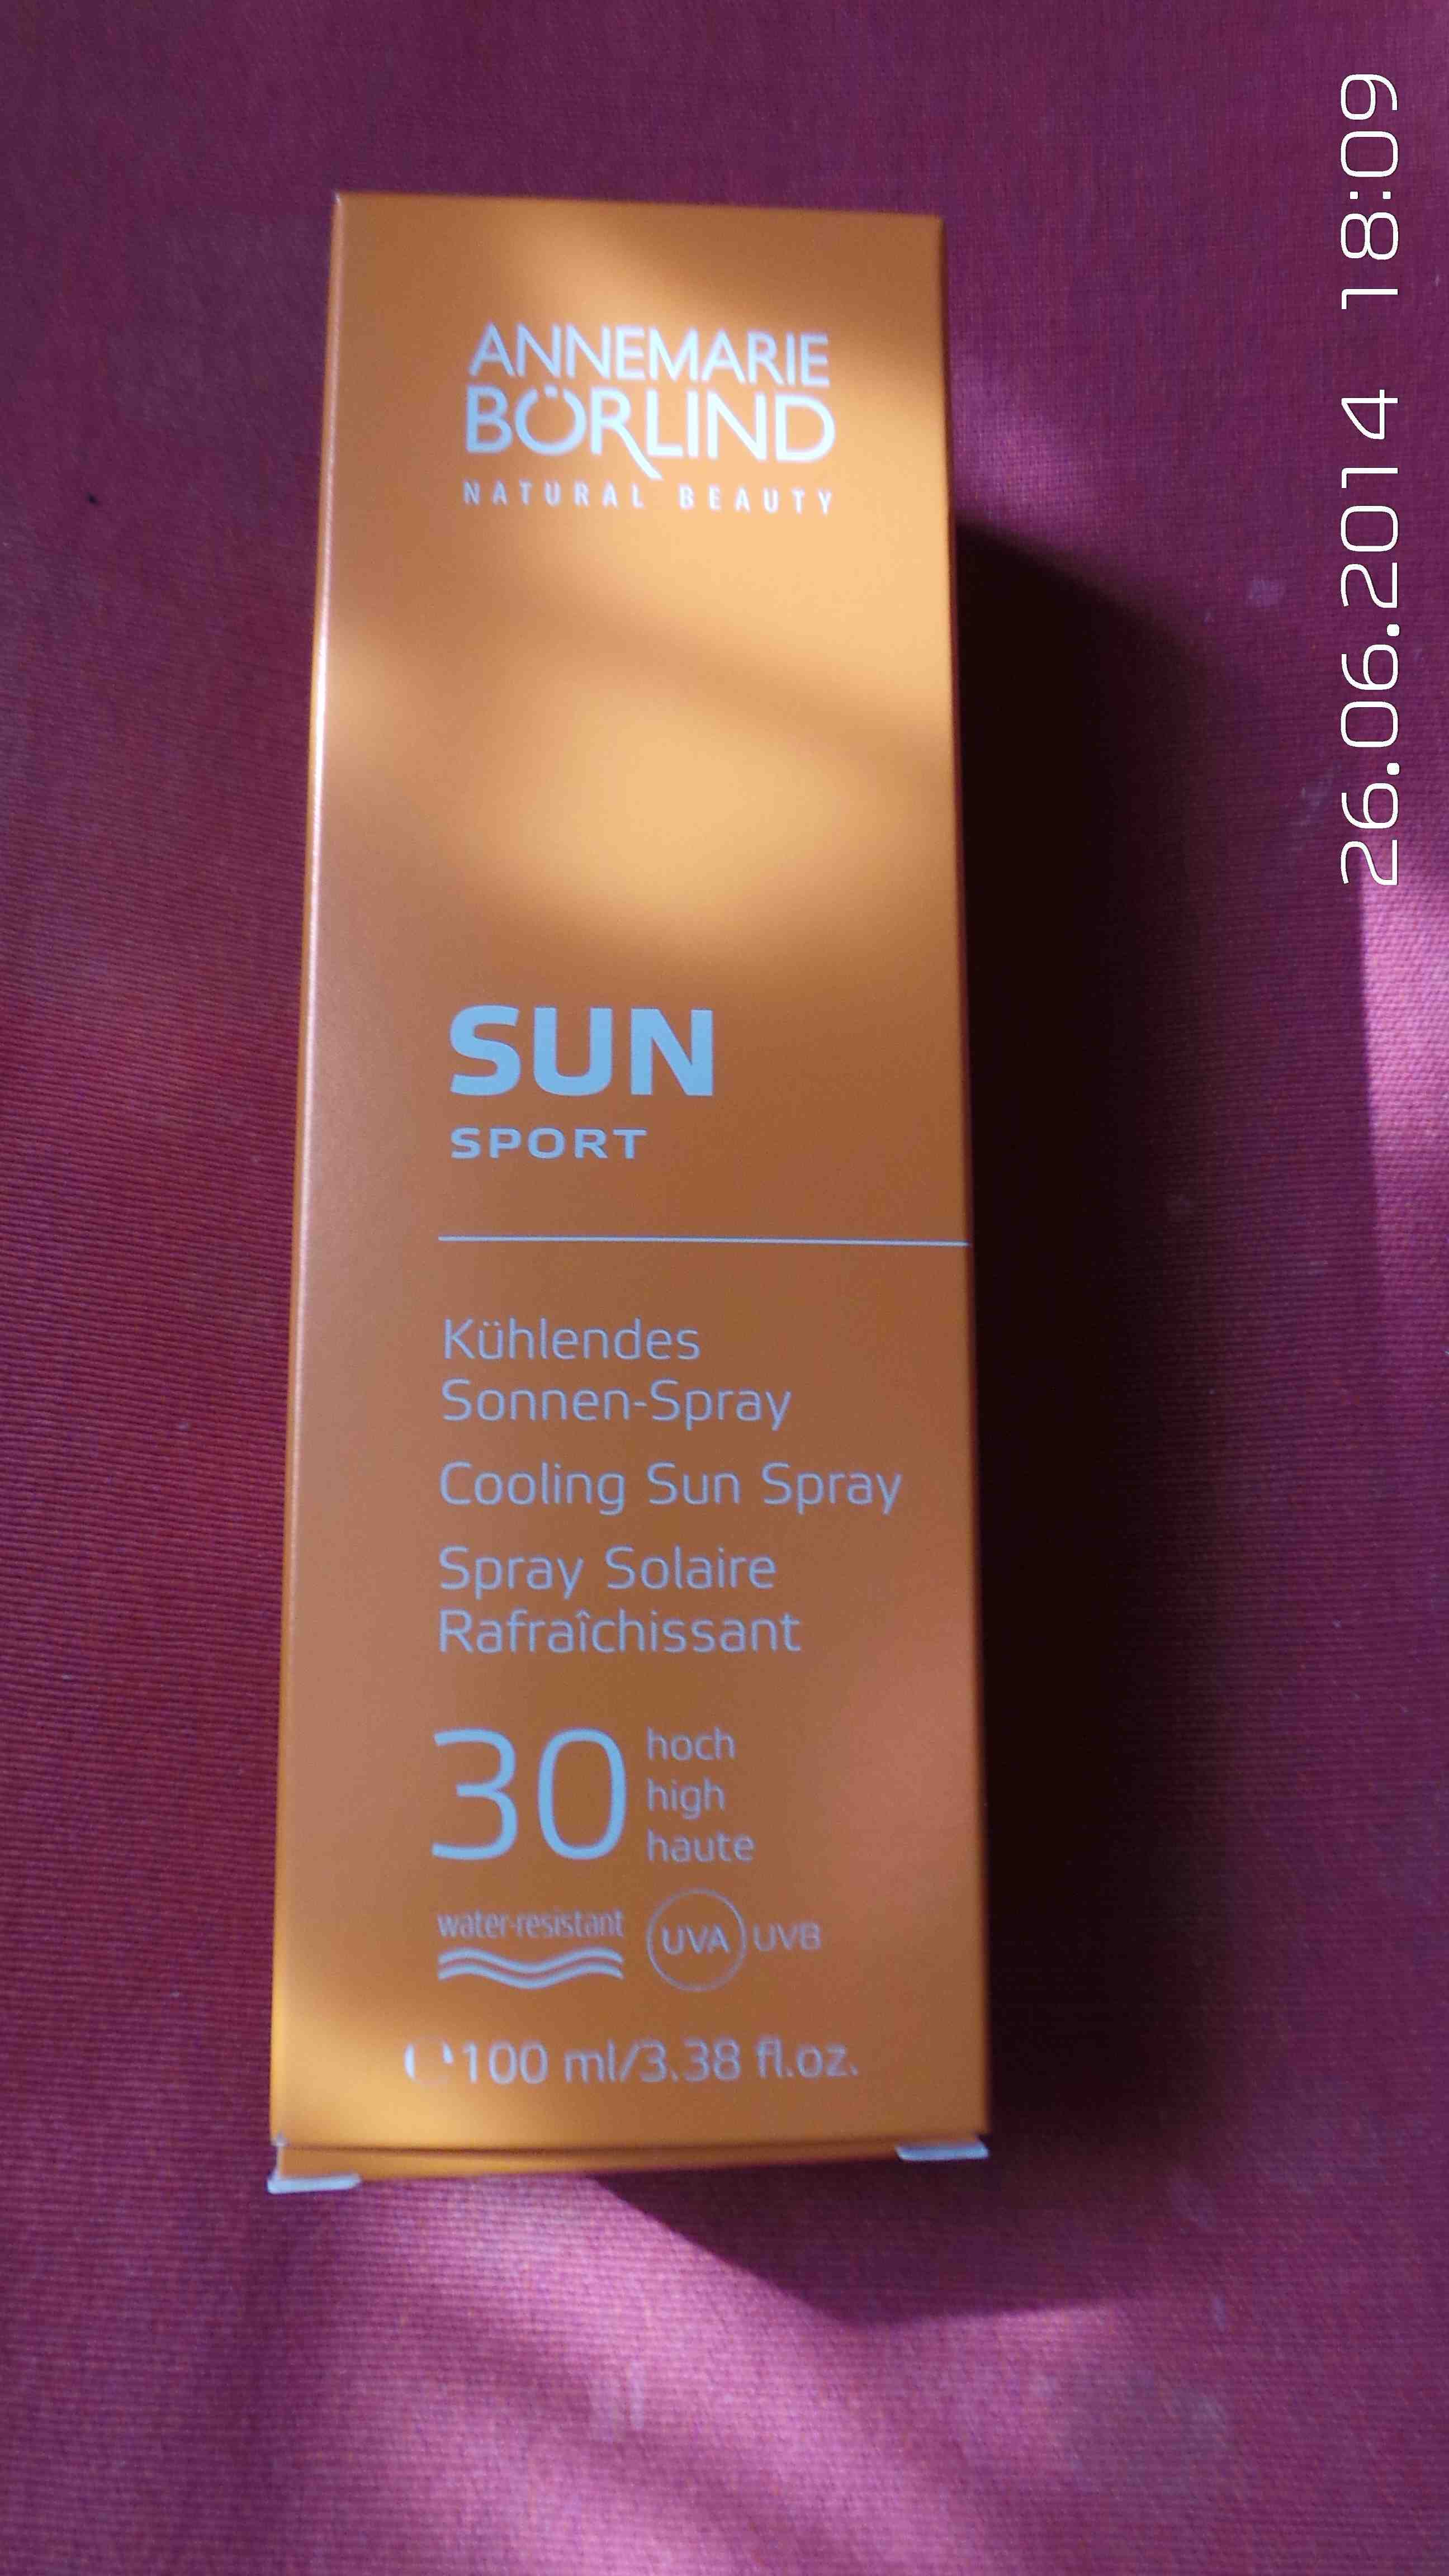 ANNEMARIE
BÖRLIND
NATURAL BEAUTY
SUN
SPORT
Kühlendes
Sonnen-Spray
Cooling Sun Spray
Spray Solaire
Rafraîchissant
30
hoch
high
haute
water-resistant
UVA UVB
100 ml/3.38 fl.oz.
26.06.2014 18:09